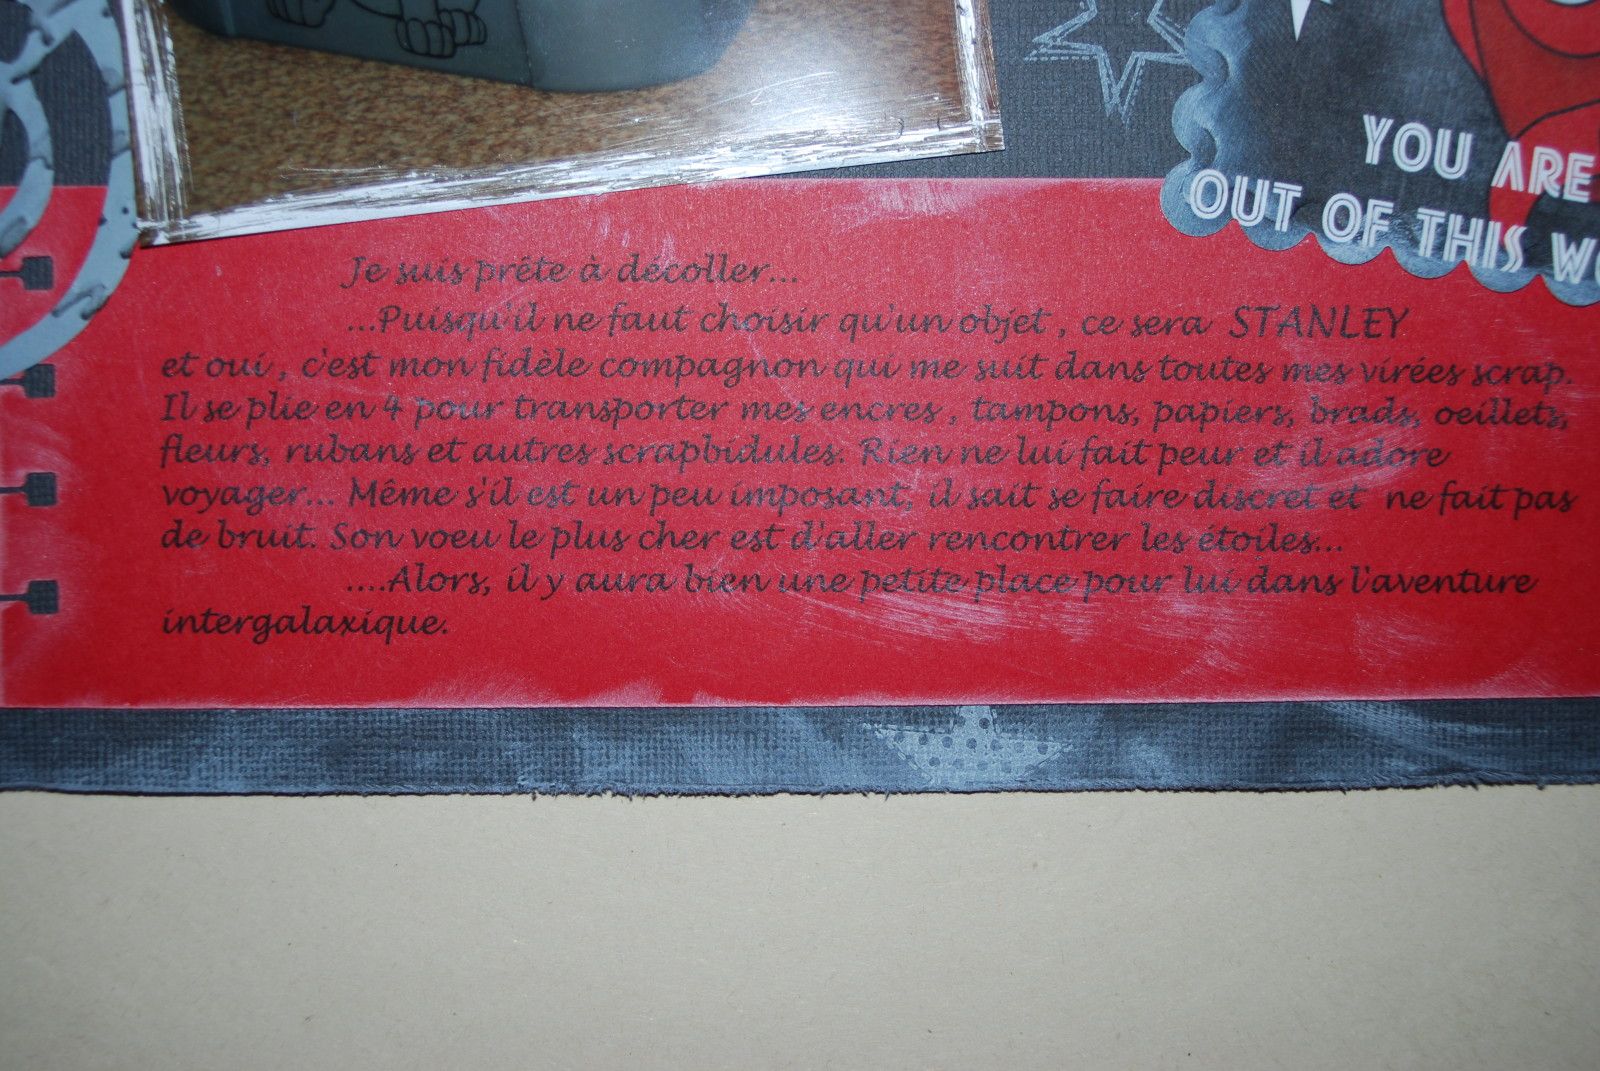 YOU ARE
OUT OF THIS
Je suis prête à décoller...
...Puisqu'il ne faut choisir qu'un objet , ce sera STANLEY
et oui , c'est mon fidèle compagnon qui me suit dans toutes mes virées scrap.
Il se plie en 4 pour transporter mes encres , tampons, papiers, brads, oeillets,
fleurs, rubans et autres scrapbidules. Rien ne lui fait peur et il adore
voyager... Même s'il est un peu imposant, il sait se faire discret et ne fait pas
de bruit. Son voeu le plus cher est d'aller rencontrer les étoiles...
....Alors, il y aura bien une petite place pour lui dans l'aventure
intergalaxique.